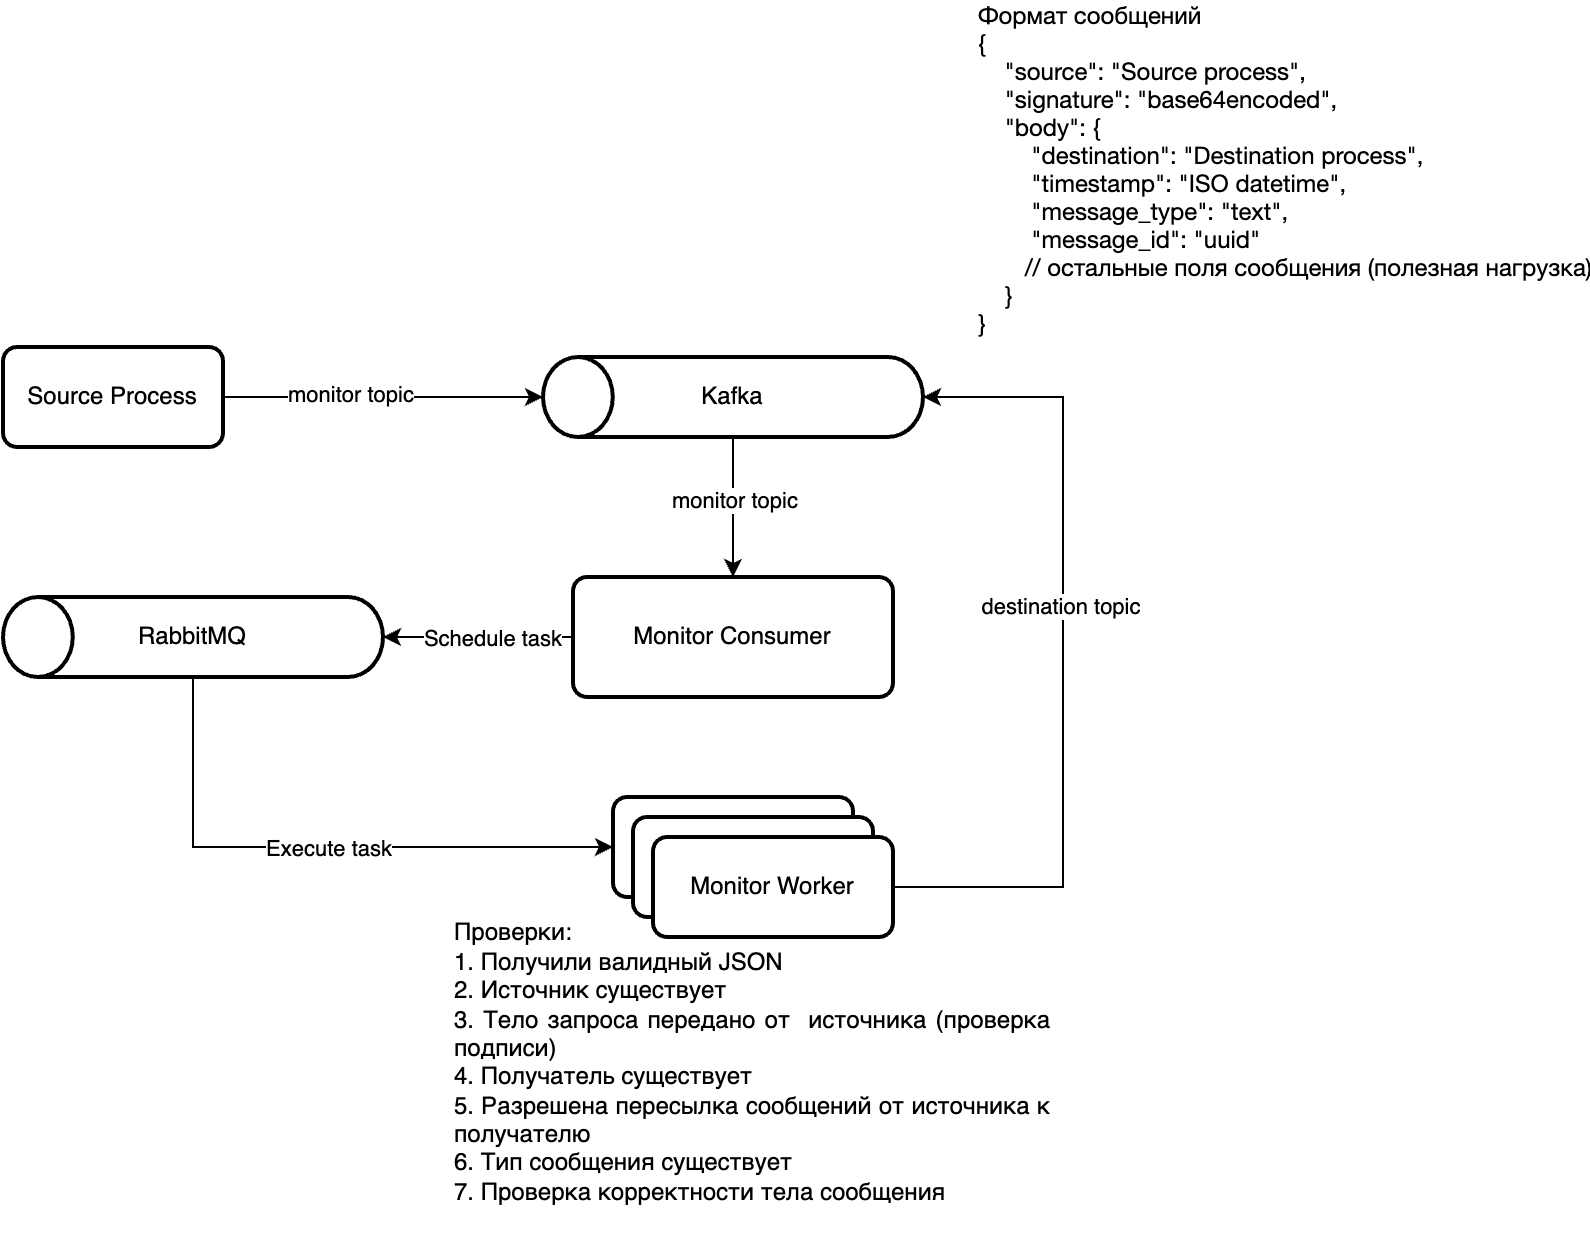 Формат сообщений
{
"source": "Source process",
"signature": "base64encoded",
"body": {
"destination": "Destination process",
"timestamp": "ISO datetime",
"message_type": "text",
"message_id": "uuid"
// остальные поля сообщения (полезная нагрузка)
}
}
Source Process
monitor topic
Kafka
monitor topic
destination topic
RabbitMQ
Schedule task
Monitor Consumer
Execute task
Monitor Worker
Проверки:
1. Получили валидный JSON
2. Источник существует
3. Тело запроса передано от источника (проверка
подписи)
4. Получатель существует
5. Разрешена пересылка сообщений от источника к
получателю
6. Тип сообщения существует
7. Проверка корректности тела сообщения